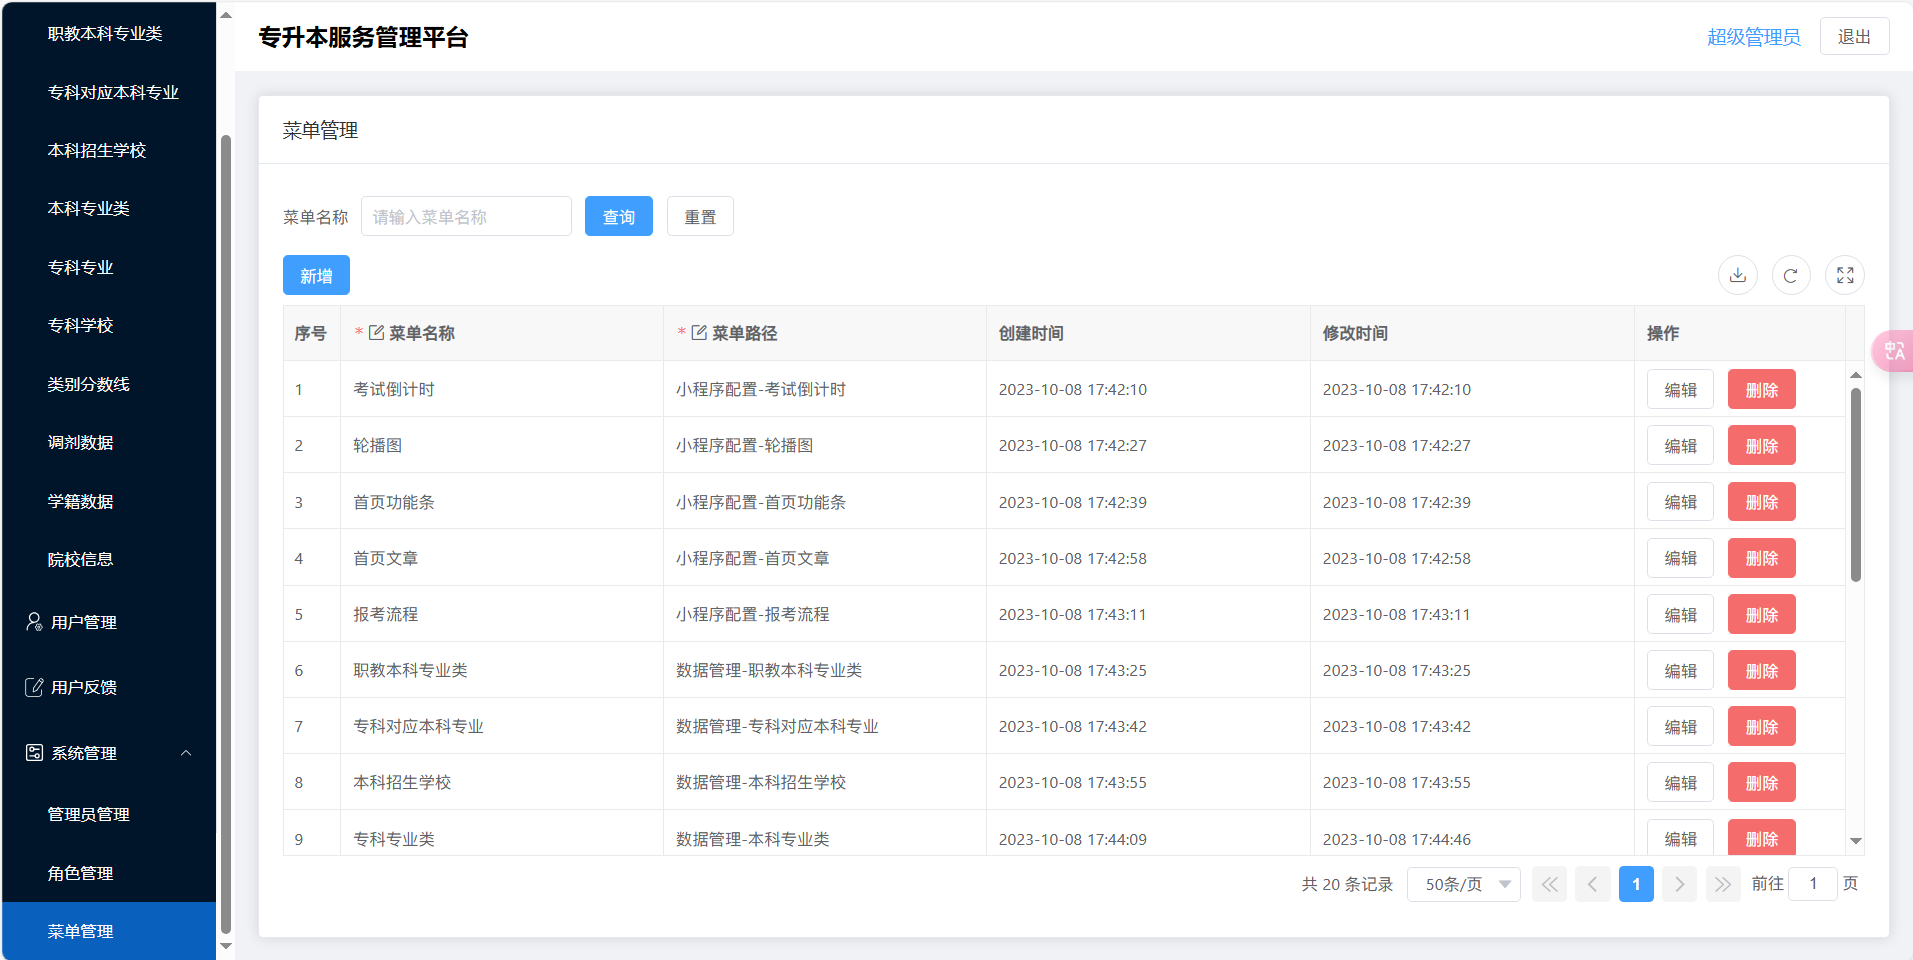 职教本科专业类
专科对应本科专业
本科招生学校
本科专业类
专科专业
专科学校
类别分数线
调剂数据
学籍数据
院校信息
用户管理
用户反馈
系统管理
管理员管理
角色管理
菜单管理
专升本服务管理平台
超级管理员 退出
菜单管理
菜单名称 请输入菜单名称 查询 重置
新增
序号 * 菜单名称 * 菜单路径 创建时间 修改时间 操作
1 考试倒计时 小程序配置-考试倒计时 2023-10-08 17:42:10 2023-10-08 17:42:10 编辑 删除
2 轮播图 小程序配置-轮播图 2023-10-08 17:42:27 2023-10-08 17:42:27 编辑 删除
3 首页功能条 小程序配置-首页功能条 2023-10-08 17:42:39 2023-10-08 17:42:39 编辑 删除
4 首页文章 小程序配置-首页文章 2023-10-08 17:42:58 2023-10-08 17:42:58 编辑 删除
5 报考流程 小程序配置-报考流程 2023-10-08 17:43:11 2023-10-08 17:43:11 编辑 删除
6 职教本科专业类 数据管理-职教本科专业类 2023-10-08 17:43:25 2023-10-08 17:43:25 编辑 删除
7 专科对应本科专业 数据管理-专科对应本科专业 2023-10-08 17:43:42 2023-10-08 17:43:42 编辑 删除
8 本科招生学校 数据管理-本科招生学校 2023-10-08 17:43:55 2023-10-08 17:43:55 编辑 删除
9 专科专业类 数据管理-本科专业类 2023-10-08 17:44:09 2023-10-08 17:44:46 编辑 删除
共 20 条记录 50条/页 1 前往 1 页
中A